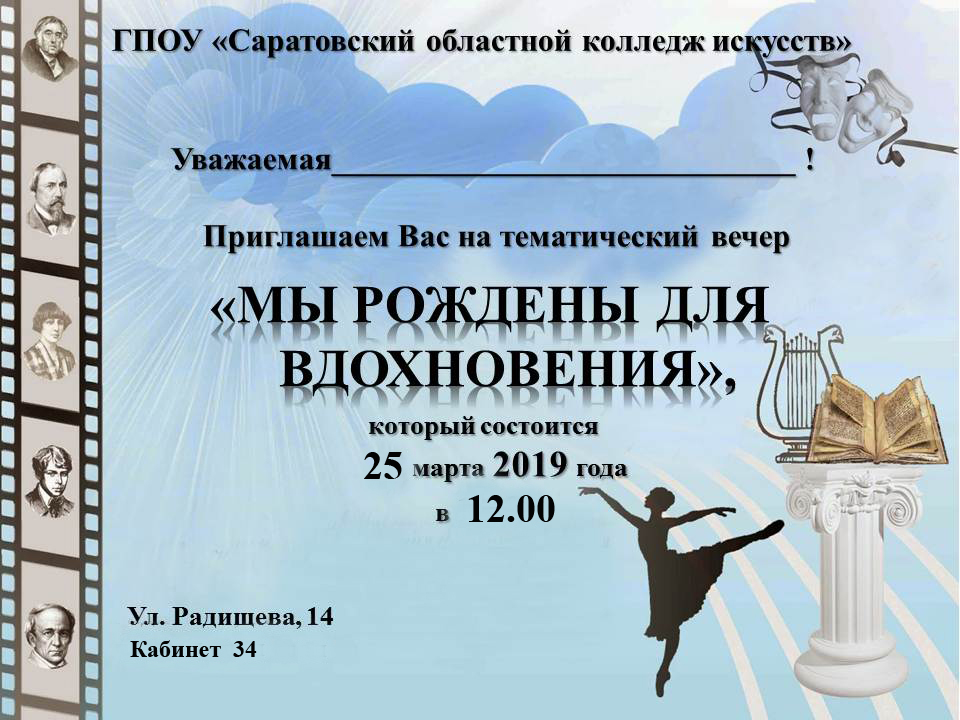 ГПОУ «Саратовский областной колледж искусств»
Уважаемая_____________________________ !
Приглашаем Вас на тематический вечер
«МЫ РОЖДЕНЫ ДЛЯ
ВДОХНОВЕНИЯ»,
который состоится
25 марта 2019 года
в 12.00
Ул. Радищева, 14
Кабинет 34